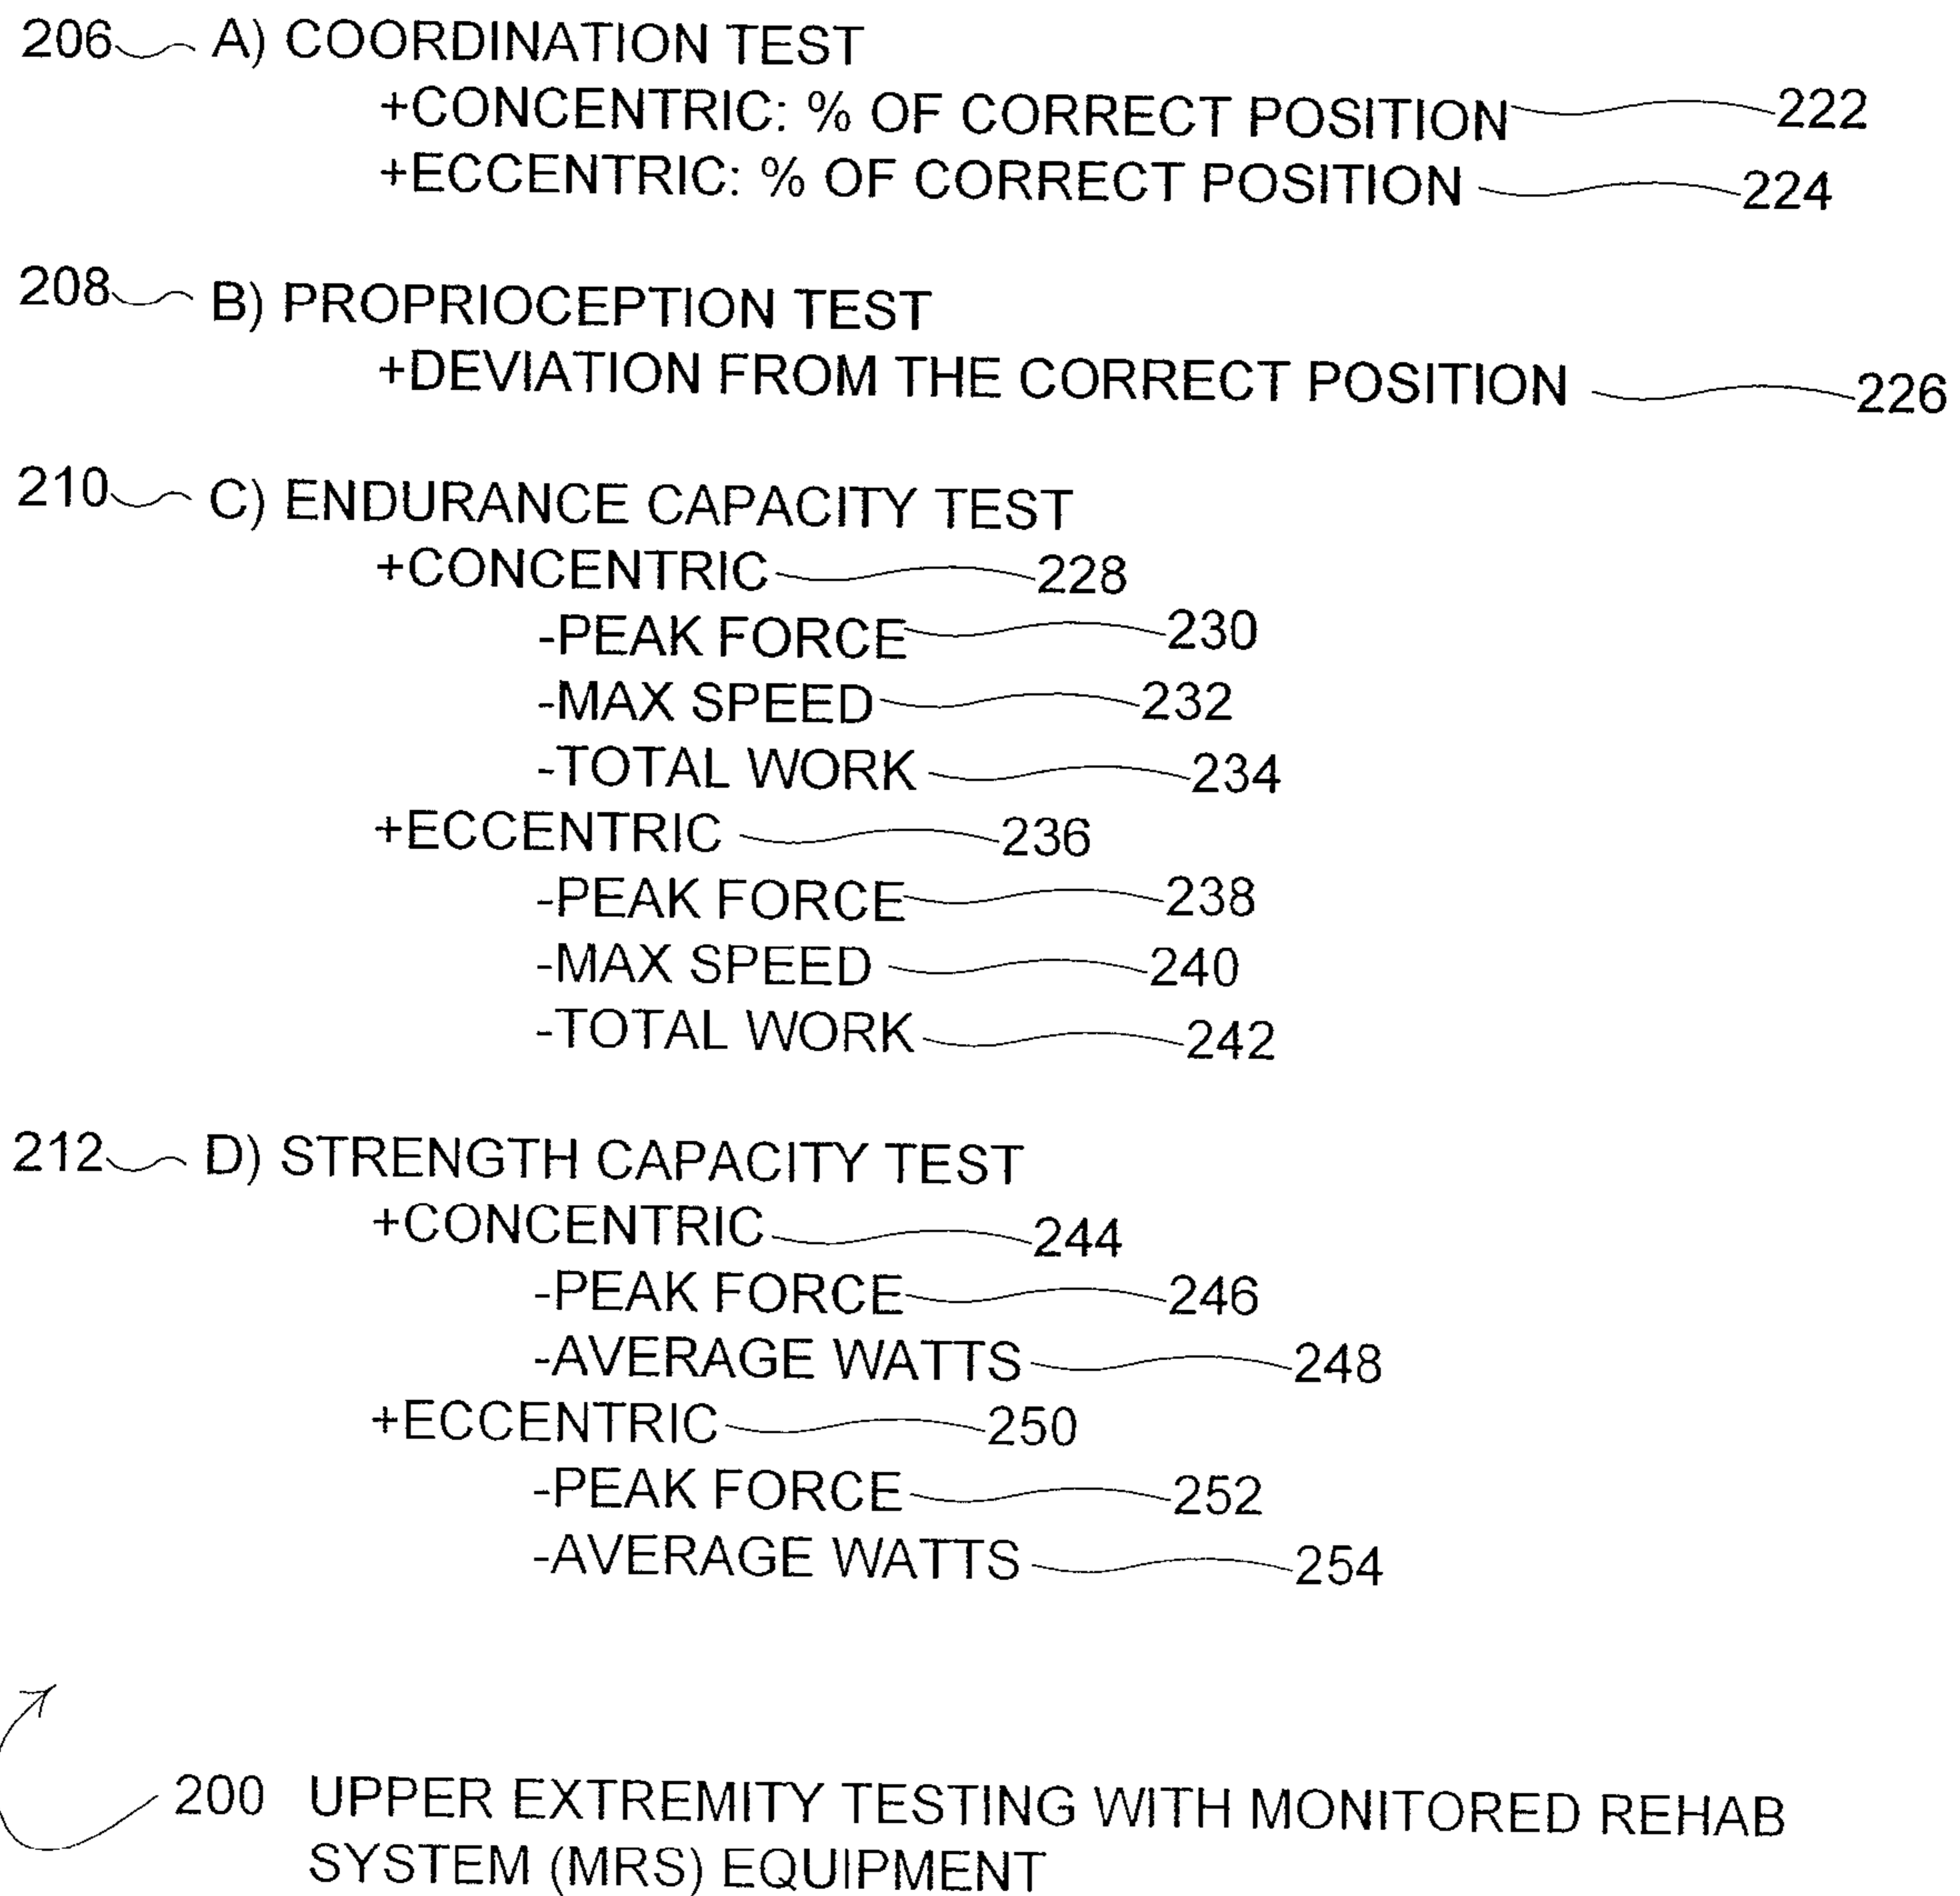 206 A) COORDINATION TEST
+CONCENTRIC: % OF CORRECT POSITION 222
+ECCENTRIC: % OF CORRECT POSITION 224
208 B) PROPRIOCEPTION TEST
+DEVIATION FROM THE CORRECT POSITION 226
210 C) ENDURANCE CAPACITY TEST
+CONCENTRIC 228
-PEAK FORCE 230
-MAX SPEED 232
-TOTAL WORK 234
+ECCENTRIC 236
-PEAK FORCE 238
-MAX SPEED 240
-TOTAL WORK 242
212 D) STRENGTH CAPACITY TEST
+CONCENTRIC 244
-PEAK FORCE 246
-AVERAGE WATTS 248
+ECCENTRIC 250
-PEAK FORCE 252
-AVERAGE WATTS 254
200 UPPER EXTREMITY TESTING WITH MONITORED REHAB
SYSTEM (MRS) EQUIPMENT